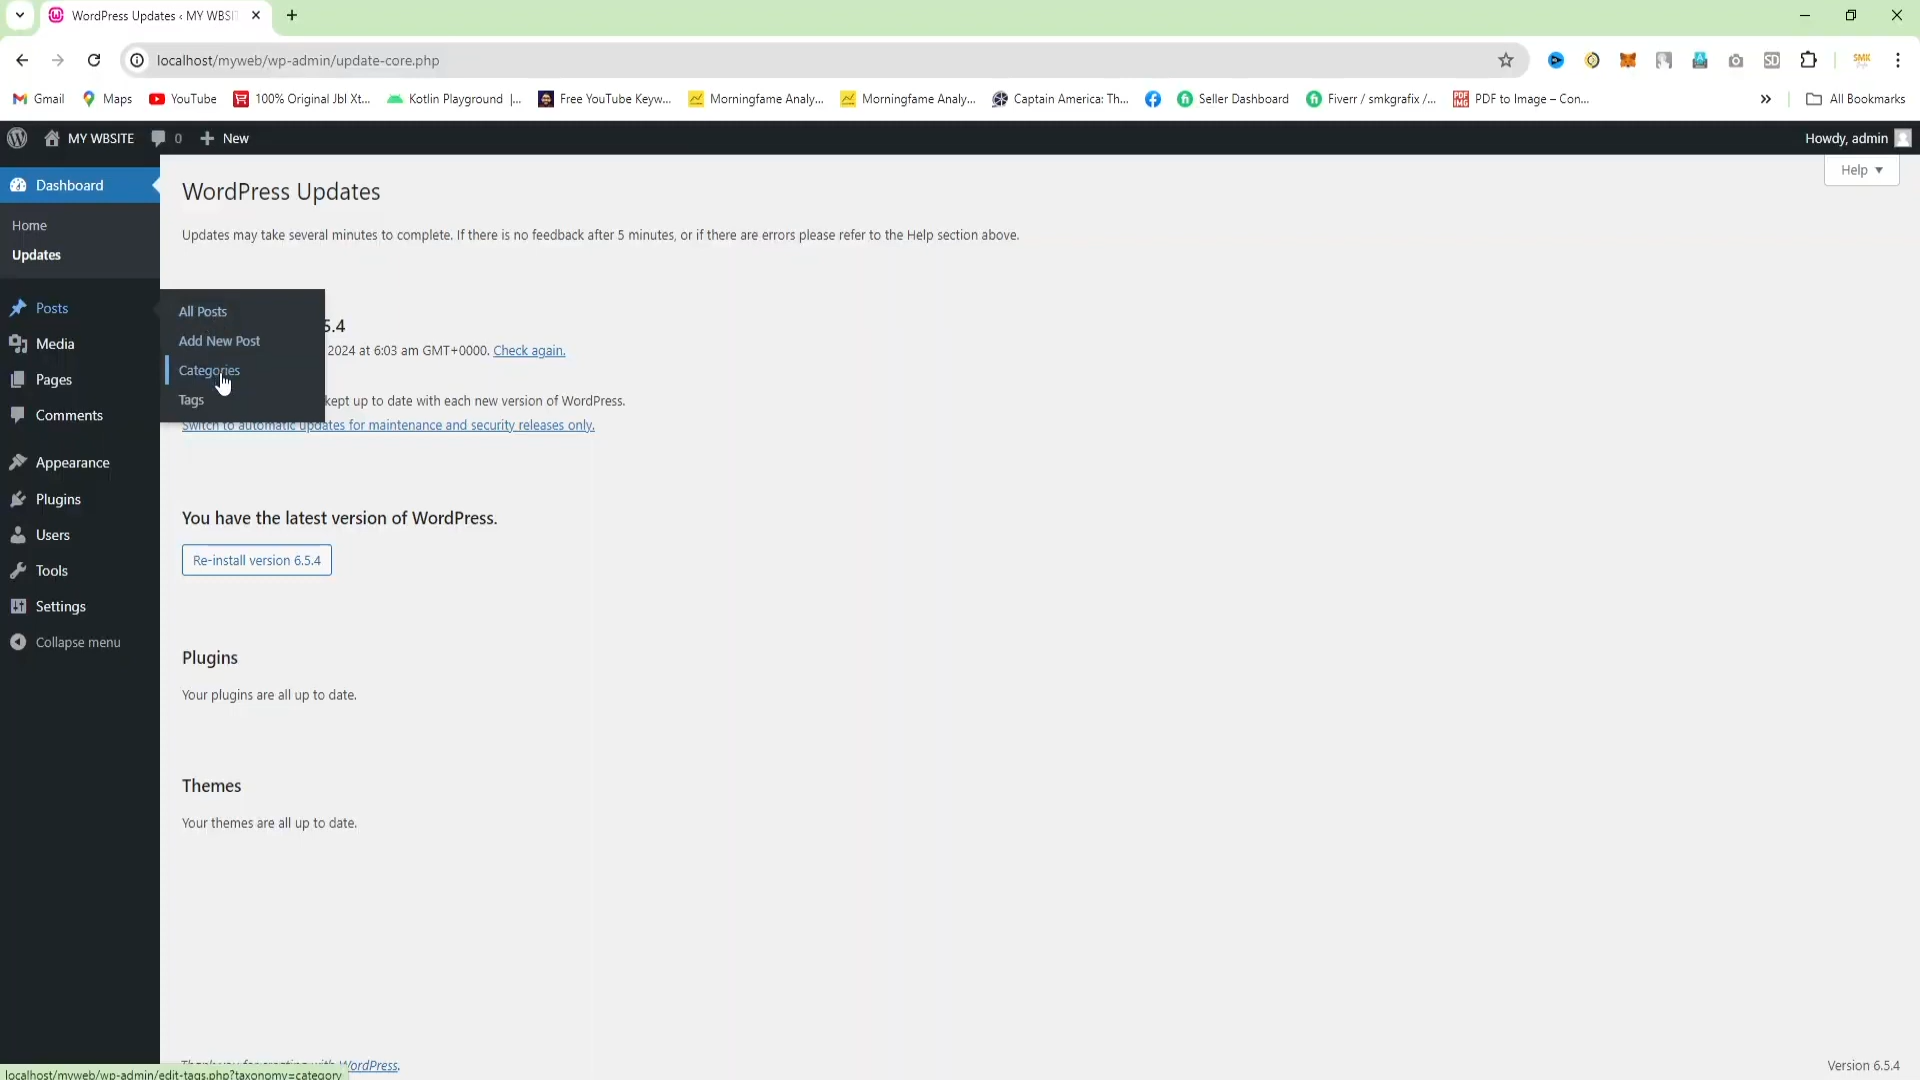 WordPress Updates ‹ MY WBSI
localhost/myweb/wp-admin/update-core.php
SMK
Gmail
Maps
YouTube
100% Original Jbl Xt...
Kotlin Playground |...
Free YouTube Keyw...
Morningfame Analy...
Morningfame Analy...
Captain America: Th...
Seller Dashboard
Fiverr / smkgrafix /...
PDF to Image – Con...
All Bookmarks
MY WBSITE
0
New
Howdy, admin
Help
Dashboard
Home
Updates
Posts
Media
Pages
Comments
Appearance
Plugins
Users
Tools
Settings
Collapse menu
All Posts
Add New Post
Categories
Tags
WordPress Updates
Updates may take several minutes to complete. If there is no feedback after 5 minutes, or if there are errors please refer to the Help section above.
5.4
2024 at 6:03 am GMT+0000. Check again.
kept up to date with each new version of WordPress.
Switch to automatic updates for maintenance and security releases only.
You have the latest version of WordPress.
Re-install version 6.5.4
Plugins
Your plugins are all up to date.
Themes
Your themes are all up to date.
Thank you for creating with WordPress.
Version 6.5.4
localhost/myweb/wp-admin/edit-tags.php?taxonomy=category